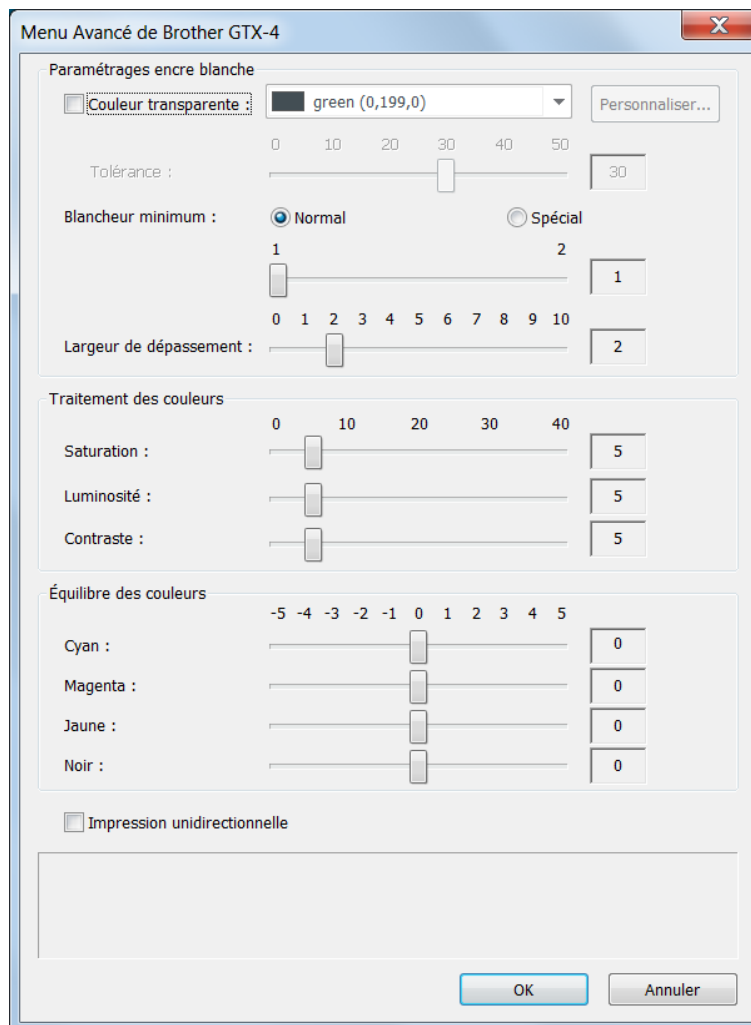 Menu Avancé de Brother GTX-4
Paramétrages encre blanche
Couleur transparente : green (0,199,0) Personnaliser...
0 10 20 30 40 50
Tolérance : 30
Blancheur minimum : Normal Spécial
1 2
1
0 1 2 3 4 5 6 7 8 9 10
Largeur de dépassement : 2
Traitement des couleurs
0 10 20 30 40
Saturation : 5
Luminosité : 5
Contraste : 5
Équilibre des couleurs
-5 -4 -3 -2 -1 0 1 2 3 4 5
Cyan : 0
Magenta : 0
Jaune : 0
Noir : 0
Impression unidirectionnelle
OK Annuler